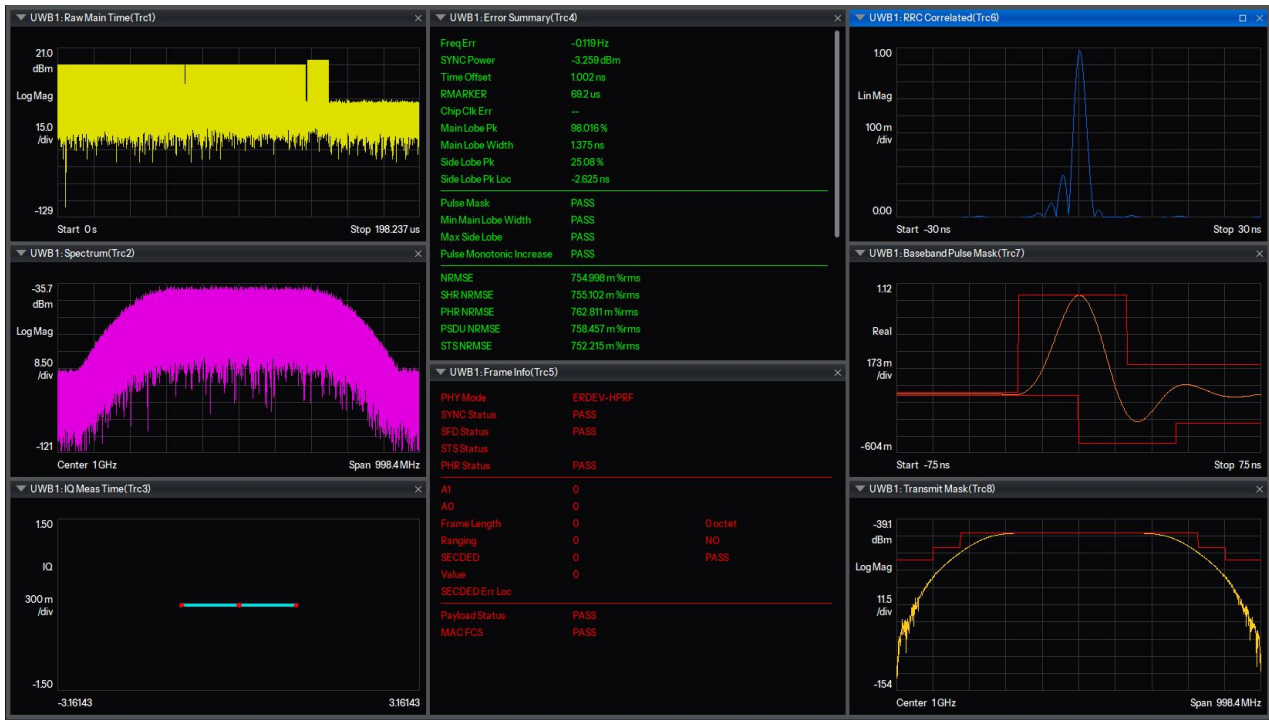 UWB1: Raw Main Time(Trc1)
21.0
dBm
Log Mag
15.0
/div
-129
Start 0 s
Stop 198.237 us
UWB1: Spectrum(Trc2)
-35.7
dBm
Log Mag
8.50
/div
-121
Center 1 GHz
Span 998.4 MHz
UWB1: IQ Meas Time(Trc3)
1.50
IQ
300 m
/div
-1.50
-3.16143
3.16143
UWB1: Error Summary(Trc4)
Freq Err -0.119 Hz
SYNC Power -3.259 dBm
Time Offset 1.002 ns
RMARKER 69.2 us
Chip Clk Err --
Main Lobe Pk 98.016 %
Main Lobe Width 1.375 ns
Side Lobe Pk 25.08 %
Side Lobe Pk Loc -2.625 ns
Pulse Mask PASS
Min Main Lobe Width PASS
Max Side Lobe PASS
Pulse Monotonic Increase PASS
NRMSE 754.998 m %rms
SHR NRMSE 755.102 m %rms
PHR NRMSE 762.811 m %rms
PSDU NRMSE 758.457 m %rms
STS NRMSE 752.215 m %rms
UWB1: Frame Info(Trc5)
PHY Mode ERDEV-HPRF
SYNC Status PASS
SFD Status PASS
STS Status
PHR Status PASS
A1 0
A0 0
Frame Length 0 0 octet
Ranging 0 NO
SECDED 0 PASS
Value 0
SECDED Err Loc
Payload Status PASS
MAC FCS PASS
UWB1: RRC Correlated(Trc6)
1.00
Lin Mag
100 m
/div
0.00
Start -30 ns
Stop 30 ns
UWB1: Baseband Pulse Mask(Trc7)
1.12
Real
173 m
/div
-604 m
Start -7.5 ns
Stop 7.5 ns
UWB1: Transmit Mask(Trc8)
-39.1
dBm
Log Mag
11.5
/div
-154
Center 1 GHz
Span 998.4 MHz